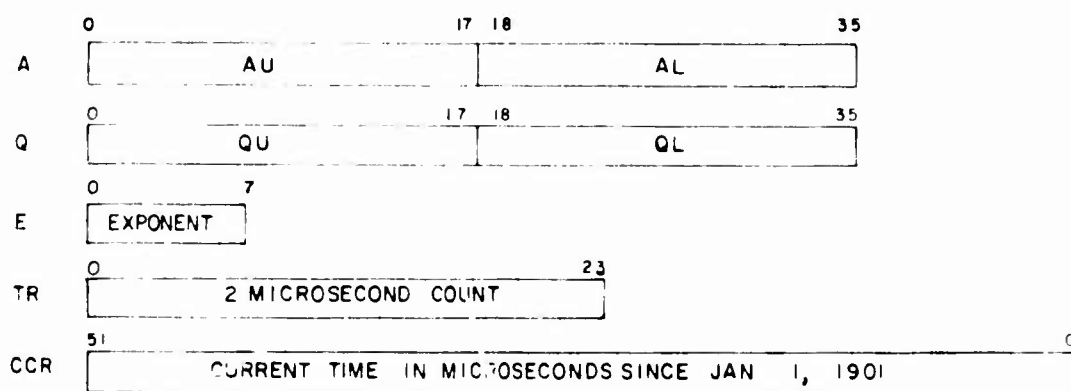 0 17 18 35
A AU AL
0 17 18 35
Q QU QL
0 7
E EXPONENT
0 23
TR 2 MICROSECOND COUNT
51 0
CCR CURRENT TIME IN MICROSECONDS SINCE JAN 1, 1901